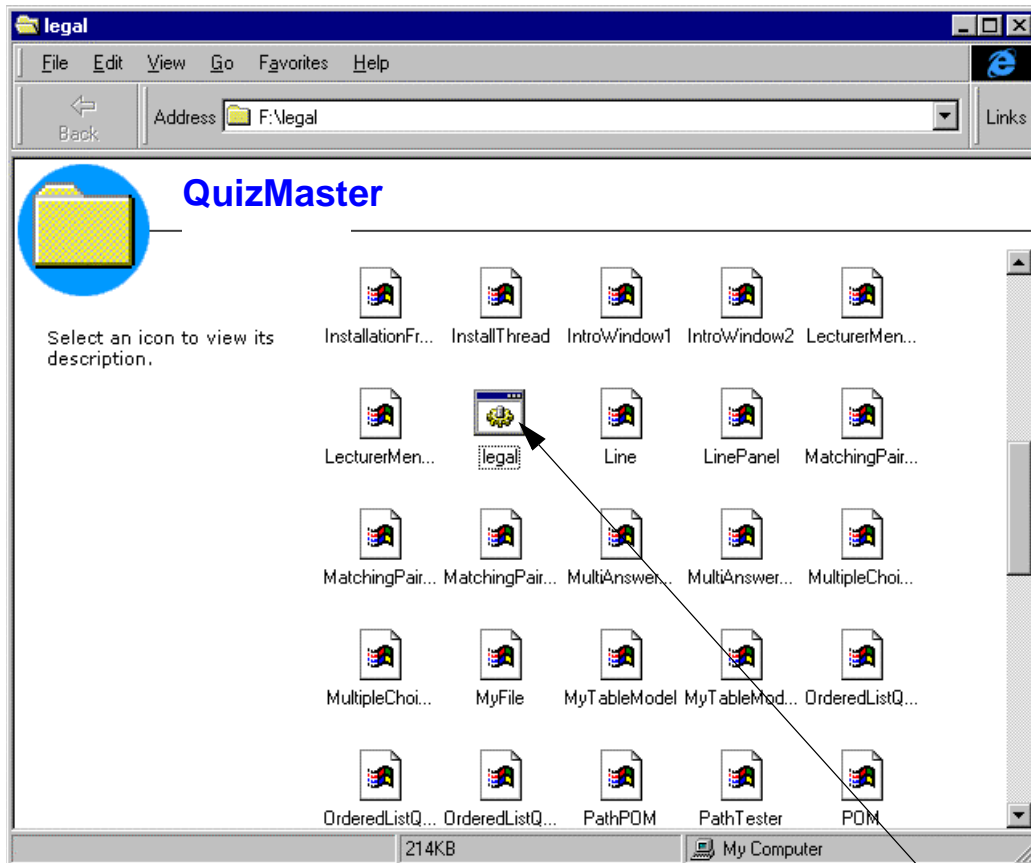 legal
File Edit View Go Favorites Help
Back
Address F:\legal
Links
QuizMaster
Select an icon to view its
description.
InstallationFr... InstallThread IntroWindow1 IntroWindow2 LecturerMen...
LecturerMen... legal Line LinePanel MatchingPair...
MatchingPair... MatchingPair... MultiAnswer... MultiAnswer... MultipleChoi...
MultipleChoi... MyFile MyTableModel MyTableMod... OrderedListQ...
OrderedListQ... OrderedListQ... PathPOM PathTester POM
214KB My Computer